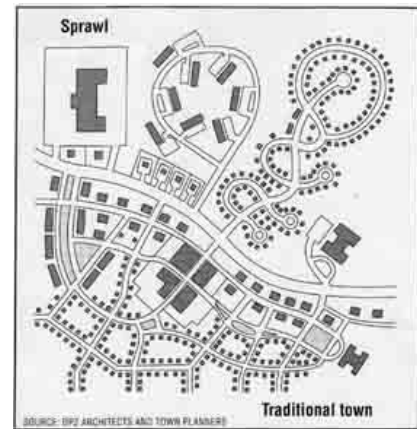 Sprawl
Traditional town
SOURCE: DPZ ARCHITECTS AND TOWN PLANNERS